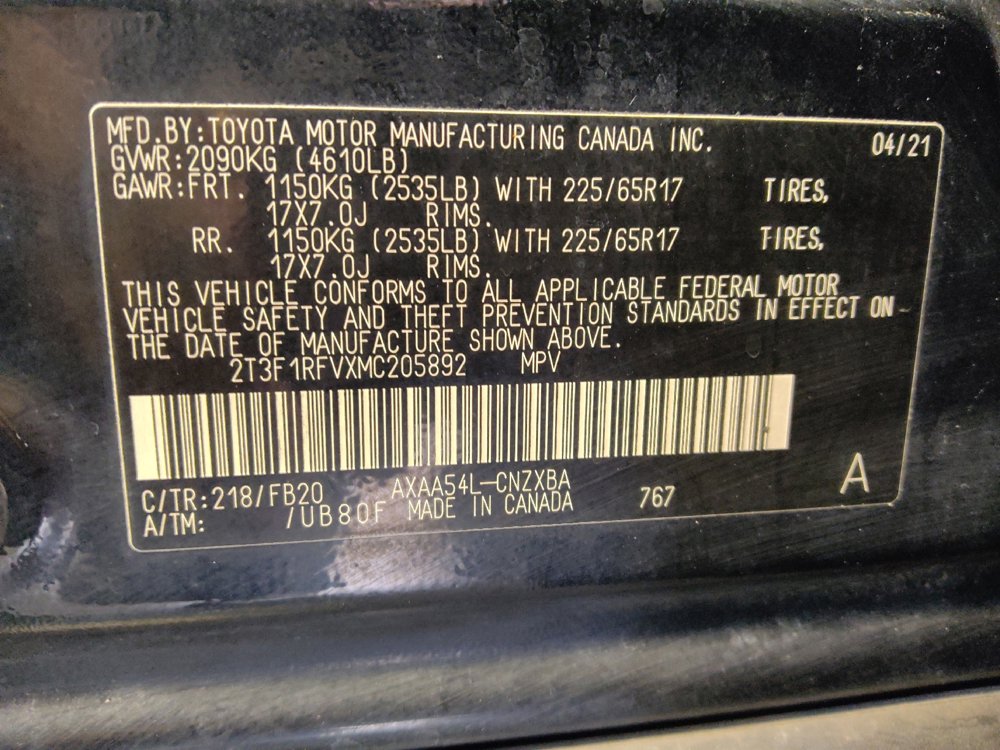 MFD.BY:TOYOTA MOTOR MANUFACTURING CANADA INC. 04/21
GVWR:2090KG (4610LB)
GAWR:FRT. 1150KG (2535LB) WITH 225/65R17 TIRES,
17X7.0J RIMS.
RR. 1150KG (2535LB) WITH 225/65R17 TIRES,
17X7.0J RIMS.
THIS VEHICLE CONFORMS TO ALL APPLICABLE FEDERAL MOTOR
VEHICLE SAFETY AND THEFT PREVENTION STANDARDS IN EFFECT ON
THE DATE OF MANUFACTURE SHOWN ABOVE.
2T3F1RFVXMC205892 MPV
C/TR:218/FB20 AXAA54L-CNZXBA 767 A
A/TM: /UB80F MADE IN CANADA